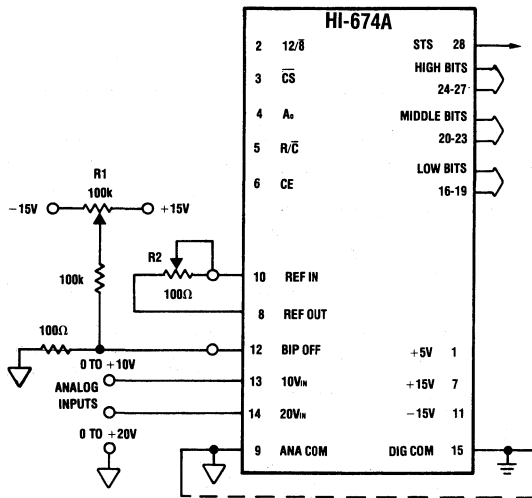 HI-674A
2 12/8̅
STS 28
3 C̅S̅
HIGH BITS
24-27
4 Ao
MIDDLE BITS
20-23
5 R/C̅
LOW BITS
16-19
6 CE
R1
100k
-15V
+15V
100k
R2
100Ω
10 REF IN
8 REF OUT
100Ω
12 BIP OFF
+5V 1
0 TO +10V
13 10VIN
+15V 7
ANALOG
INPUTS
14 20VIN
-15V 11
0 TO +20V
9 ANA COM
DIG COM 15